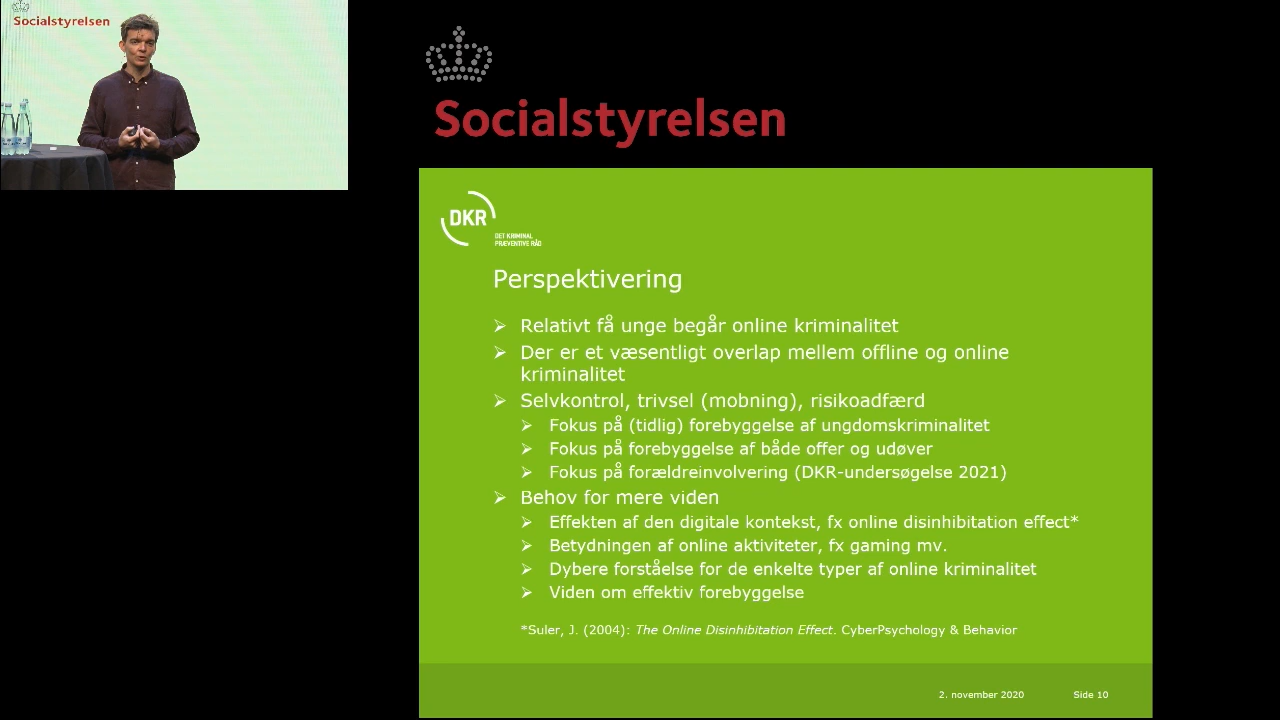 Socialstyrelsen
Socialstyrelsen
DKR
DET KRIMINAL
PRÆVENTIVE RÅD
Perspektivering
Relativt få unge begår online kriminalitet
Der er et væsentligt overlap mellem offline og online
kriminalitet
Selvkontrol, trivsel (mobning), risikoadfærd
Fokus på (tidlig) forebyggelse af ungdomskriminalitet
Fokus på forebyggelse af både offer og udøver
Fokus på forældreinvolvering (DKR-undersøgelse 2021)
Behov for mere viden
Effekten af den digitale kontekst, fx online disinhibitation effect*
Betydningen af online aktiviteter, fx gaming mv.
Dybere forståelse for de enkelte typer af online kriminalitet
Viden om effektiv forebyggelse
*Suler, J. (2004): The Online Disinhibitation Effect. CyberPsychology & Behavior
2. november 2020 Side 10